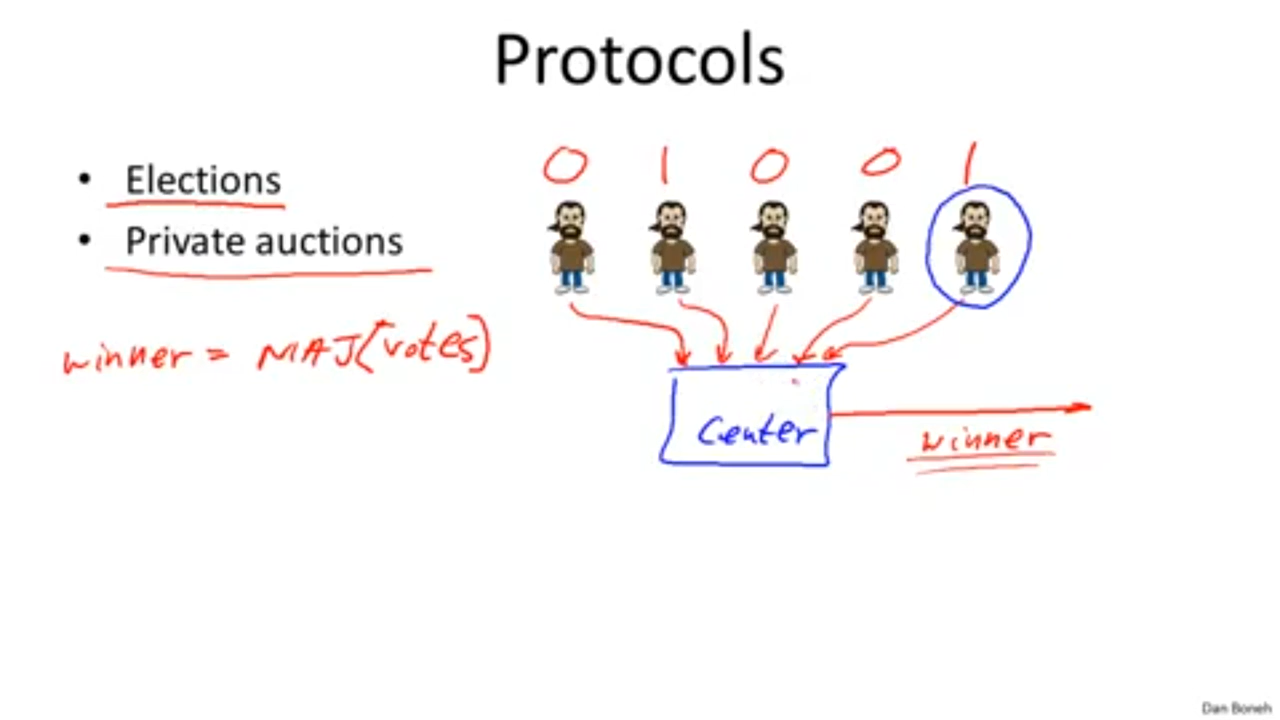 Protocols
0 1 0 0 1
• Elections
• Private auctions
winner = MAJ(votes)
Center
winner
Dan Boneh